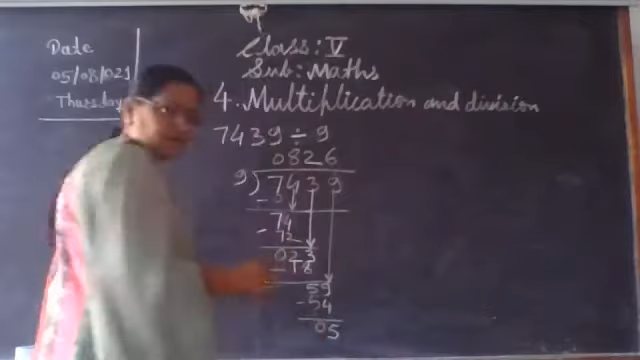 Date
05/08/021
Thursday
Class: V
Sub: Maths
4. Multiplication and division
7439 ÷ 9
0826
9) 7439
- 0
74
- 72
023
- 18
59
- 54
05